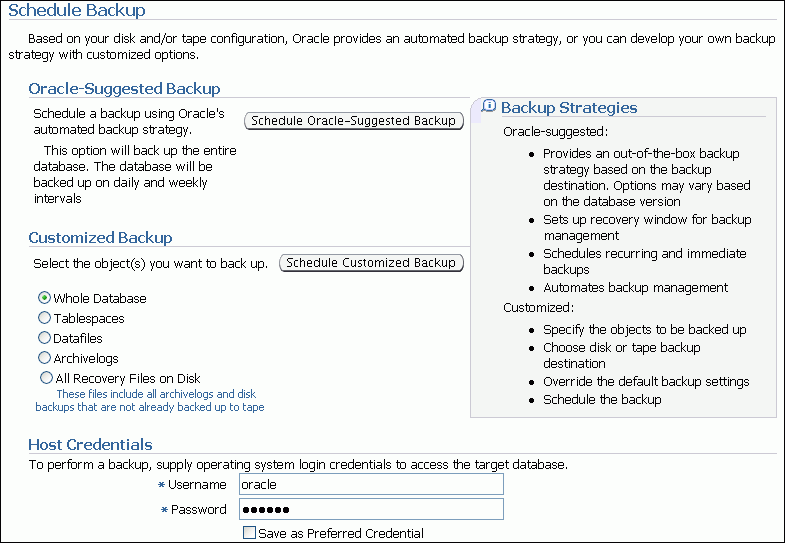 Schedule Backup
Based on your disk and/or tape configuration, Oracle provides an automated backup strategy, or you can develop your own backup
strategy with customized options.
Oracle-Suggested Backup
Schedule a backup using Oracle's
automated backup strategy.
Schedule Oracle-Suggested Backup
This option will back up the entire
database. The database will be
backed up on daily and weekly
intervals
Customized Backup
Select the object(s) you want to back up.
Schedule Customized Backup
Whole Database
Tablespaces
Datafiles
Archivelogs
All Recovery Files on Disk
These files include all archivelogs and disk
backups that are not already backed up to tape
Backup Strategies
Oracle-suggested:
• Provides an out-of-the-box backup
strategy based on the backup
destination. Options may vary based
on the database version
• Sets up recovery window for backup
management
• Schedules recurring and immediate
backups
• Automates backup management
Customized:
• Specify the objects to be backed up
• Choose disk or tape backup
destination
• Override the default backup settings
• Schedule the backup
Host Credentials
To perform a backup, supply operating system login credentials to access the target database.
* Username oracle
* Password ●●●●●●
Save as Preferred Credential